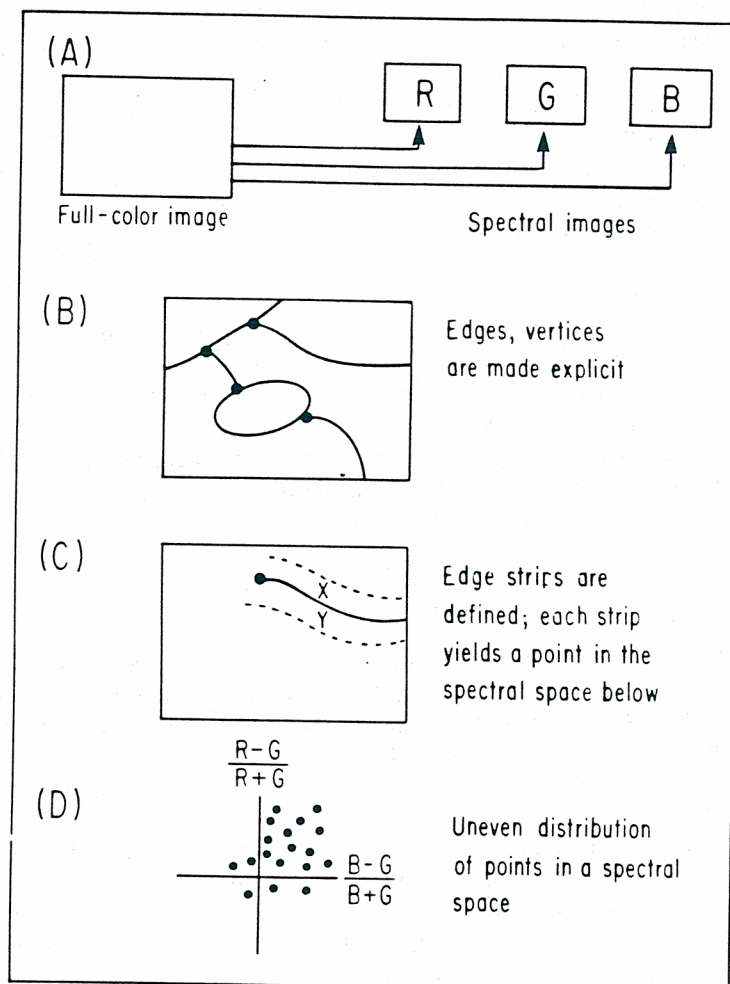 (A)
R
G
B
Full-color image
Spectral images
(B)
Edges, vertices
are made explicit
(C)
X
Y
Edge strips are
defined; each strip
yields a point in the
spectral space below
(D)
R-G
R+G
B-G
B+G
Uneven distribution
of points in a spectral
space